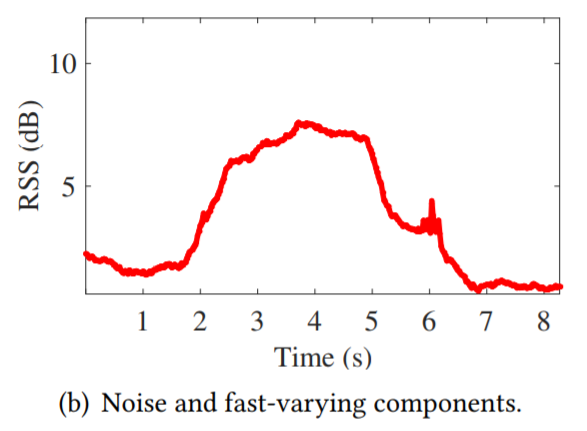 10
5
RSS (dB)
1 2 3 4 5 6 7 8
Time (s)
(b) Noise and fast-varying components.